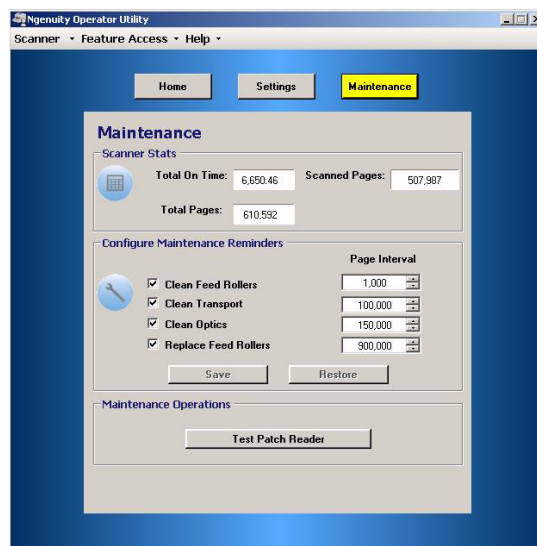 Ngenuity Operator Utility
Scanner Feature Access Help
Home Settings Maintenance
Maintenance
Scanner Stats
Total On Time: 6,650:46 Scanned Pages: 507,987
Total Pages: 610,592
Configure Maintenance Reminders
Page Interval
Clean Feed Rollers 1,000
Clean Transport 100,000
Clean Optics 150,000
Replace Feed Rollers 900,000
Save Restore
Maintenance Operations
Test Patch Reader